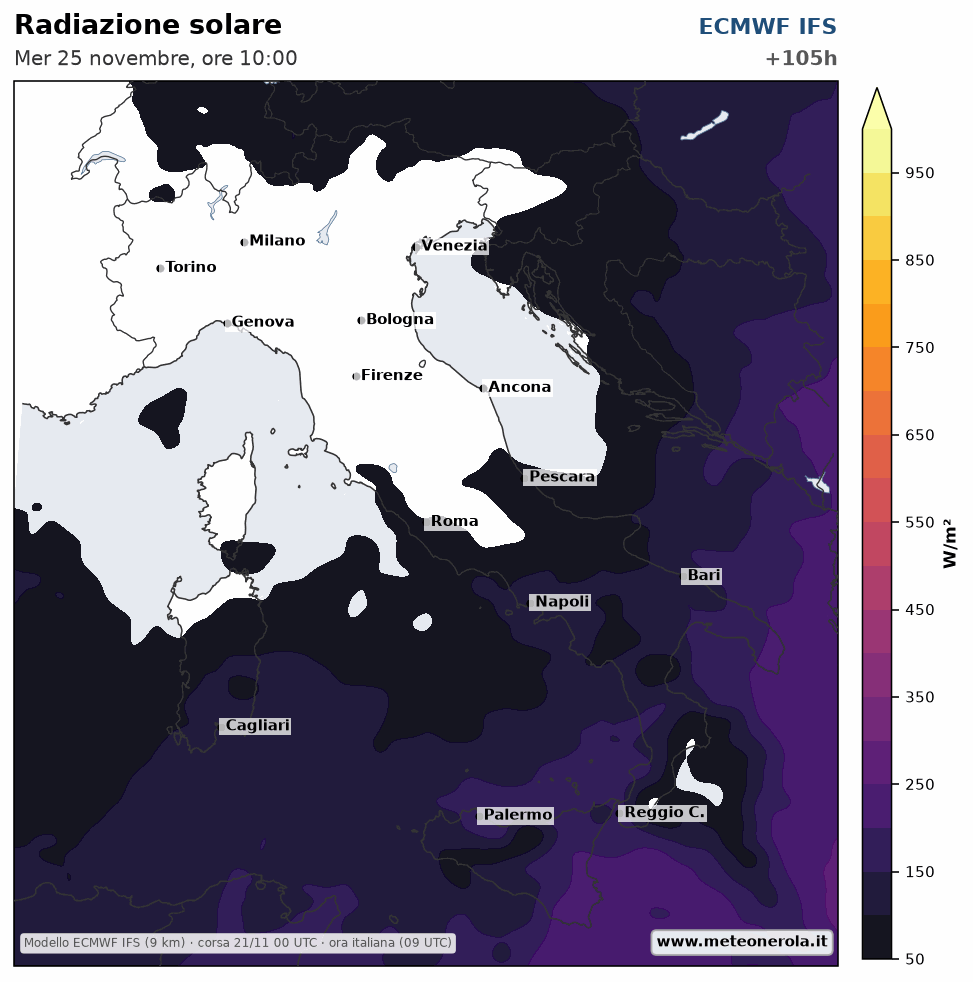 Radiazione solare
ECMWF IFS
Mer 25 novembre, ore 10:00
+105h
Venezia
Milano
Torino
Bologna
Genova
Firenze
Ancona
Pescara
Roma
Bari
Napoli
Cagliari
Reggio C.
Palermo
950
850
750
650
550
450
350
250
150
50
W/m²
Modello ECMWF IFS (9 km) · corsa 21/11 00 UTC · ora italiana (09 UTC)
www.meteonerola.it